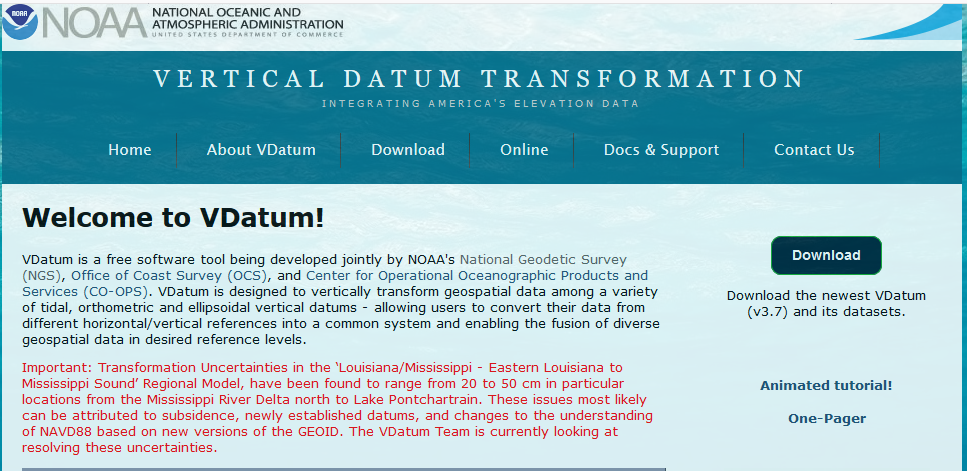 NOAA
NOAA
NATIONAL OCEANIC AND
ATMOSPHERIC ADMINISTRATION
UNITED STATES DEPARTMENT OF COMMERCE
VERTICAL DATUM TRANSFORMATION
INTEGRATING AMERICA'S ELEVATION DATA
Home About VDatum Download Online Docs & Support Contact Us
Welcome to VDatum!
VDatum is a free software tool being developed jointly by NOAA's National Geodetic Survey
(NGS), Office of Coast Survey (OCS), and Center for Operational Oceanographic Products and
Services (CO-OPS). VDatum is designed to vertically transform geospatial data among a variety
of tidal, orthometric and ellipsoidal vertical datums - allowing users to convert their data from
different horizontal/vertical references into a common system and enabling the fusion of diverse
geospatial data in desired reference levels.
Important: Transformation Uncertainties in the ‘Louisiana/Mississippi - Eastern Louisiana to
Mississippi Sound’ Regional Model, have been found to range from 20 to 50 cm in particular
locations from the Mississippi River Delta north to Lake Pontchartrain. These issues most likely
can be attributed to subsidence, newly established datums, and changes to the understanding
of NAVD88 based on new versions of the GEOID. The VDatum Team is currently looking at
resolving these uncertainties.
Download
Download the newest VDatum
(v3.7) and its datasets.
Animated tutorial!
One-Pager